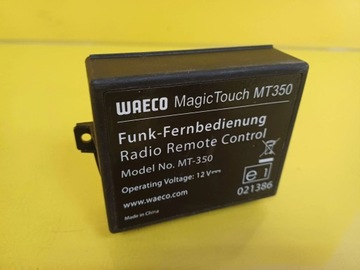 WAECO MagicTouch MT350
Funk-Fernbedienung
Radio Remote Control
Model No. MT-350
Operating Voltage: 12 V
www.waeco.com
Made in China
e 1
021386